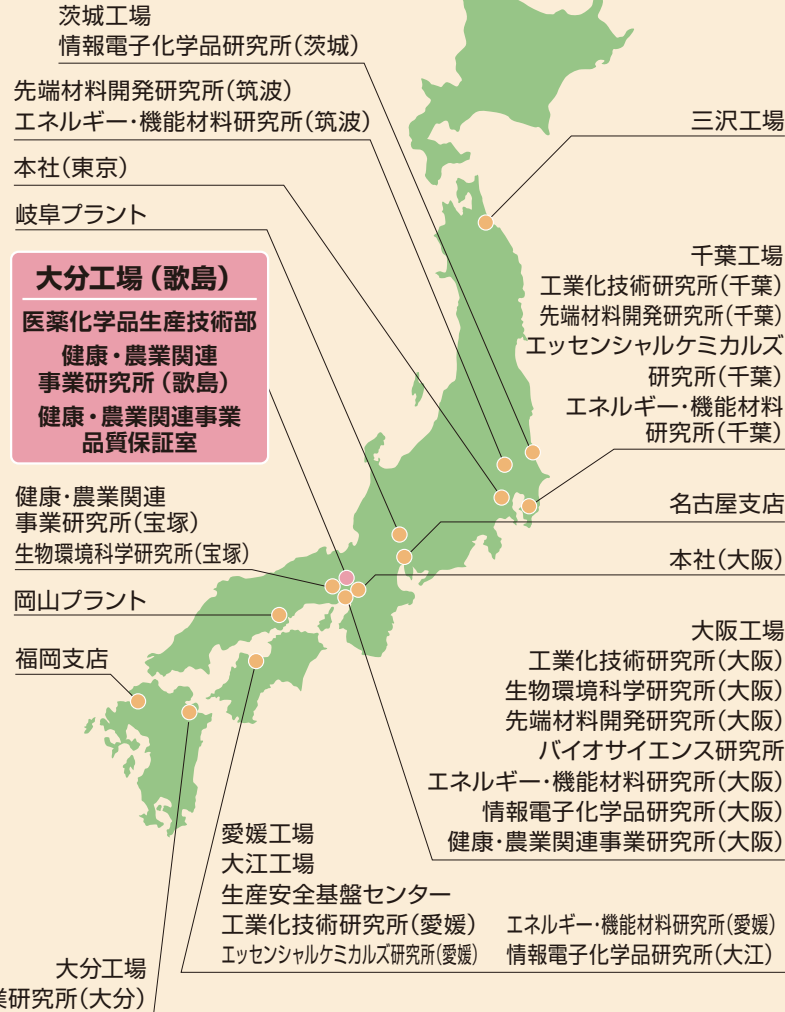 茨城工場
情報電子化学品研究所(茨城)
先端材料開発研究所(筑波)
エネルギー・機能材料研究所(筑波)
本社(東京)
岐阜プラント
大分工場(歌島)
医薬化学品生産技術部
健康・農業関連
事業研究所(歌島)
健康・農業関連事業
品質保証室
健康・農業関連
事業研究所(宝塚)
生物環境科学研究所(宝塚)
岡山プラント
福岡支店
三沢工場
千葉工場
工業化技術研究所(千葉)
先端材料開発研究所(千葉)
エッセンシャルケミカルズ
研究所(千葉)
エネルギー・機能材料
研究所(千葉)
名古屋支店
本社(大阪)
大阪工場
工業化技術研究所(大阪)
生物環境科学研究所(大阪)
先端材料開発研究所(大阪)
バイオサイエンス研究所
エネルギー・機能材料研究所(大阪)
情報電子化学品研究所(大阪)
健康・農業関連事業研究所(大阪)
愛媛工場
大江工場
生産安全基盤センター
工業化技術研究所(愛媛)
エッセンシャルケミカルズ研究所(愛媛)
エネルギー・機能材料研究所(愛媛)
情報電子化学品研究所(大江)
大分工場
業研究所(大分)